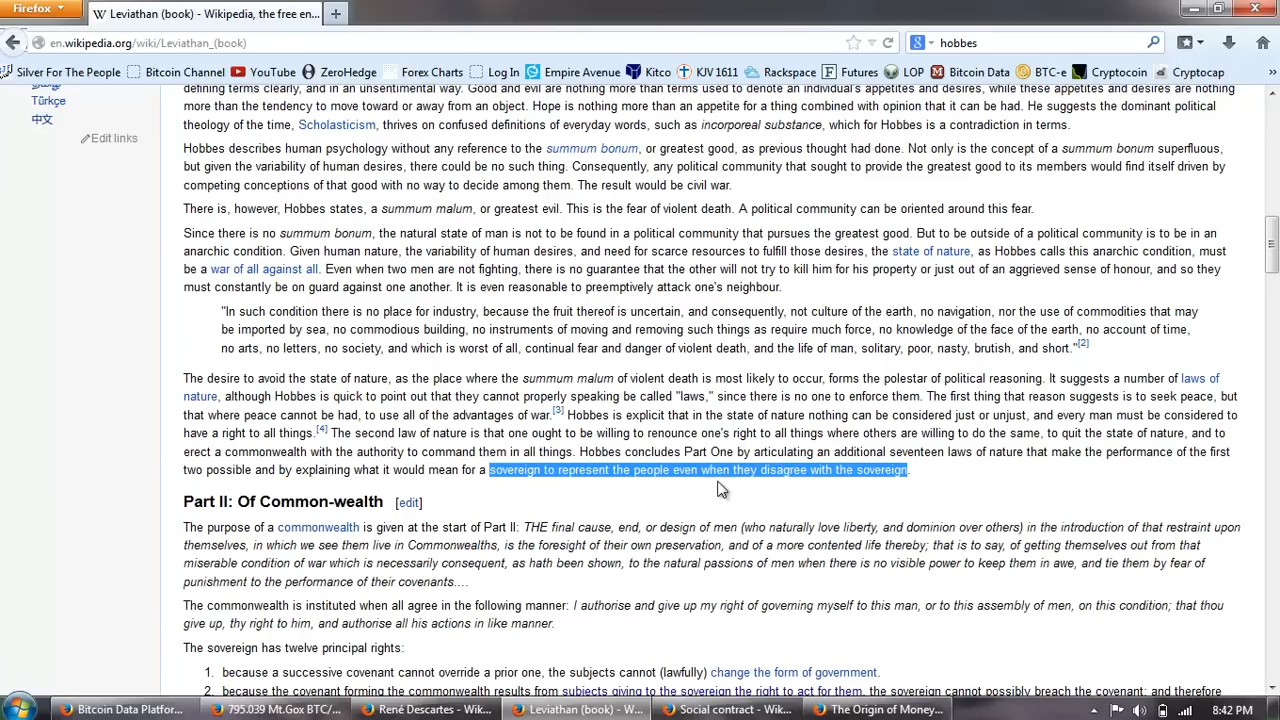 Firefox
Leviathan (book) - Wikipedia, the free en...
en.wikipedia.org/wiki/Leviathan_(book)
hobbes
Silver For The People
Bitcoin Channel
YouTube
ZeroHedge
Forex Charts
Log In
Empire Avenue
Kitco
KJV 1611
Rackspace
Futures
LOP
Bitcoin Data
BTC-e
Cryptocoin
Cryptocap
Türkçe
中文
Edit links
defining terms clearly, and in an unsentimental way. Good and evil are nothing more than terms used to denote an individual's appetites and desires, while these appetites and desires are nothing
more than the tendency to move toward or away from an object. Hope is nothing more than an appetite for a thing combined with opinion that it can be had. He suggests the dominant political
theology of the time, Scholasticism, thrives on confused definitions of everyday words, such as incorporeal substance, which for Hobbes is a contradiction in terms.
Hobbes describes human psychology without any reference to the summum bonum, or greatest good, as previous thought had done. Not only is the concept of a summum bonum superfluous,
but given the variability of human desires, there could be no such thing. Consequently, any political community that sought to provide the greatest good to its members would find itself driven by
competing conceptions of that good with no way to decide among them. The result would be civil war.
There is, however, Hobbes states, a summum malum, or greatest evil. This is the fear of violent death. A political community can be oriented around this fear.
Since there is no summum bonum, the natural state of man is not to be found in a political community that pursues the greatest good. But to be outside of a political community is to be in an
anarchic condition. Given human nature, the variability of human desires, and need for scarce resources to fulfill those desires, the state of nature, as Hobbes calls this anarchic condition, must
be a war of all against all. Even when two men are not fighting, there is no guarantee that the other will not try to kill him for his property or just out of an aggrieved sense of honour, and so they
must constantly be on guard against one another. It is even reasonable to preemptively attack one's neighbour.
"In such condition there is no place for industry, because the fruit thereof is uncertain, and consequently, not culture of the earth, no navigation, nor the use of commodities that may
be imported by sea, no commodious building, no instruments of moving and removing such things as require much force, no knowledge of the face of the earth, no account of time,
no arts, no letters, no society, and which is worst of all, continual fear and danger of violent death, and the life of man, solitary, poor, nasty, brutish, and short."[2]
The desire to avoid the state of nature, as the place where the summum malum of violent death is most likely to occur, forms the polestar of political reasoning. It suggests a number of laws of
nature, although Hobbes is quick to point out that they cannot properly speaking be called "laws," since there is no one to enforce them. The first thing that reason suggests is to seek peace, but
that where peace cannot be had, to use all of the advantages of war.[3] Hobbes is explicit that in the state of nature nothing can be considered just or unjust, and every man must be considered to
have a right to all things.[4] The second law of nature is that one ought to be willing to renounce one's right to all things where others are willing to do the same, to quit the state of nature, and to
erect a commonwealth with the authority to command them in all things. Hobbes concludes Part One by articulating an additional seventeen laws of nature that make the performance of the first
two possible and by explaining what it would mean for a sovereign to represent the people even when they disagree with the sovereign.
Part II: Of Common-wealth [edit]
The purpose of a commonwealth is given at the start of Part II: THE final cause, end, or design of men (who naturally love liberty, and dominion over others) in the introduction of that restraint upon
themselves, in which we see them live in Commonwealths, is the foresight of their own preservation, and of a more contented life thereby; that is to say, of getting themselves out from that
miserable condition of war which is necessarily consequent, as hath been shown, to the natural passions of men when there is no visible power to keep them in awe, and tie them by fear of
punishment to the performance of their covenants....
The commonwealth is instituted when all agree in the following manner: I authorise and give up my right of governing myself to this man, or to this assembly of men, on this condition; that thou
give up, thy right to him, and authorise all his actions in like manner.
The sovereign has twelve principal rights:
1. because a successive covenant cannot override a prior one, the subjects cannot (lawfully) change the form of government.
2. because the covenant forming the commonwealth results from subjects giving to the sovereign the right to act for them, the sovereign cannot possibly breach the covenant; and therefore
Bitcoin Data Platfor...
795.039 Mt.Gox BTC/...
René Descartes - Wik...
Leviathan (book) - W...
Social contract - Wik...
The Origin of Money...
8:42 PM